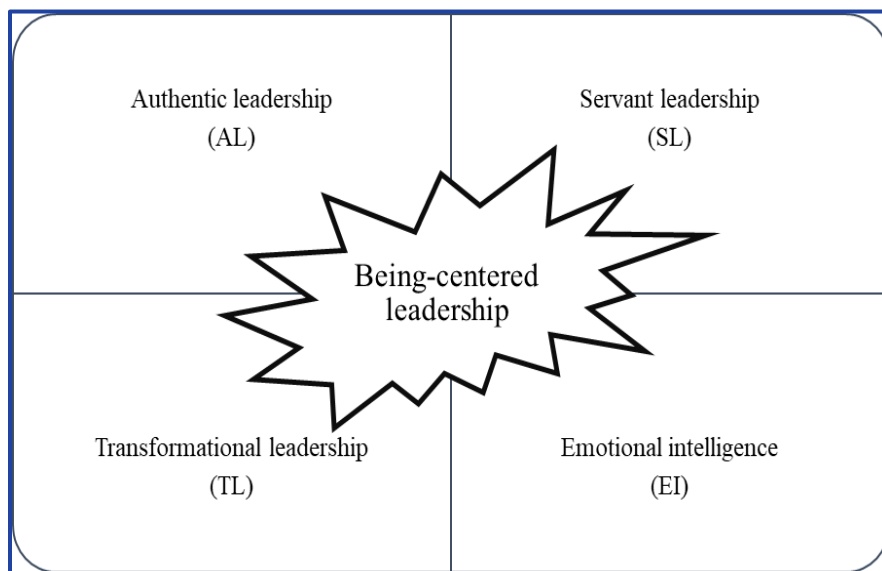 Authentic leadership
(AL)
Servant leadership
(SL)
Being-centered
leadership
Transformational leadership
(TL)
Emotional intelligence
(EI)